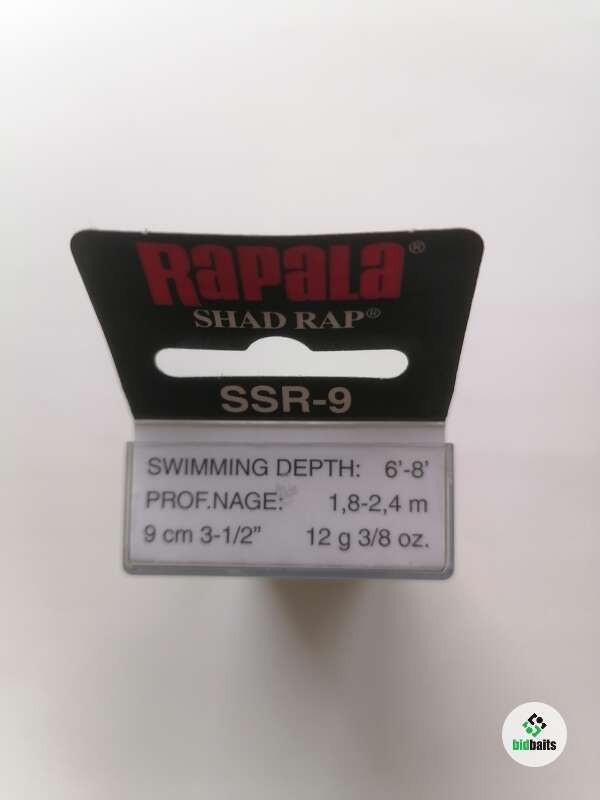 Rapala®
SHAD RAP®
SSR-9
SWIMMING DEPTH: 6'-8'
PROF.NAGE: 1,8-2,4 m
9 cm 3-1/2" 12 g 3/8 oz.
bidbaits